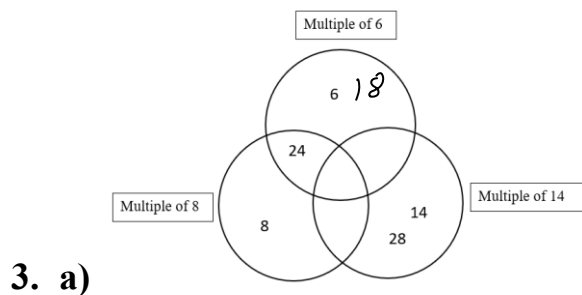 Multiple of 6
6 18
24
Multiple of 8
Multiple of 14
14
8
28
3. a)